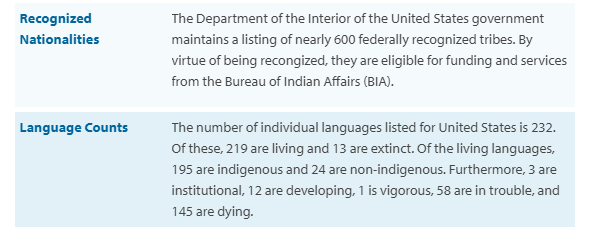 Recognized
Nationalities
The Department of the Interior of the United States government
maintains a listing of nearly 600 federally recognized tribes. By
virtue of being recongized, they are eligible for funding and services
from the Bureau of Indian Affairs (BIA).
Language Counts
The number of individual languages listed for United States is 232.
Of these, 219 are living and 13 are extinct. Of the living languages,
195 are indigenous and 24 are non-indigenous. Furthermore, 3 are
institutional, 12 are developing, 1 is vigorous, 58 are in trouble, and
145 are dying.